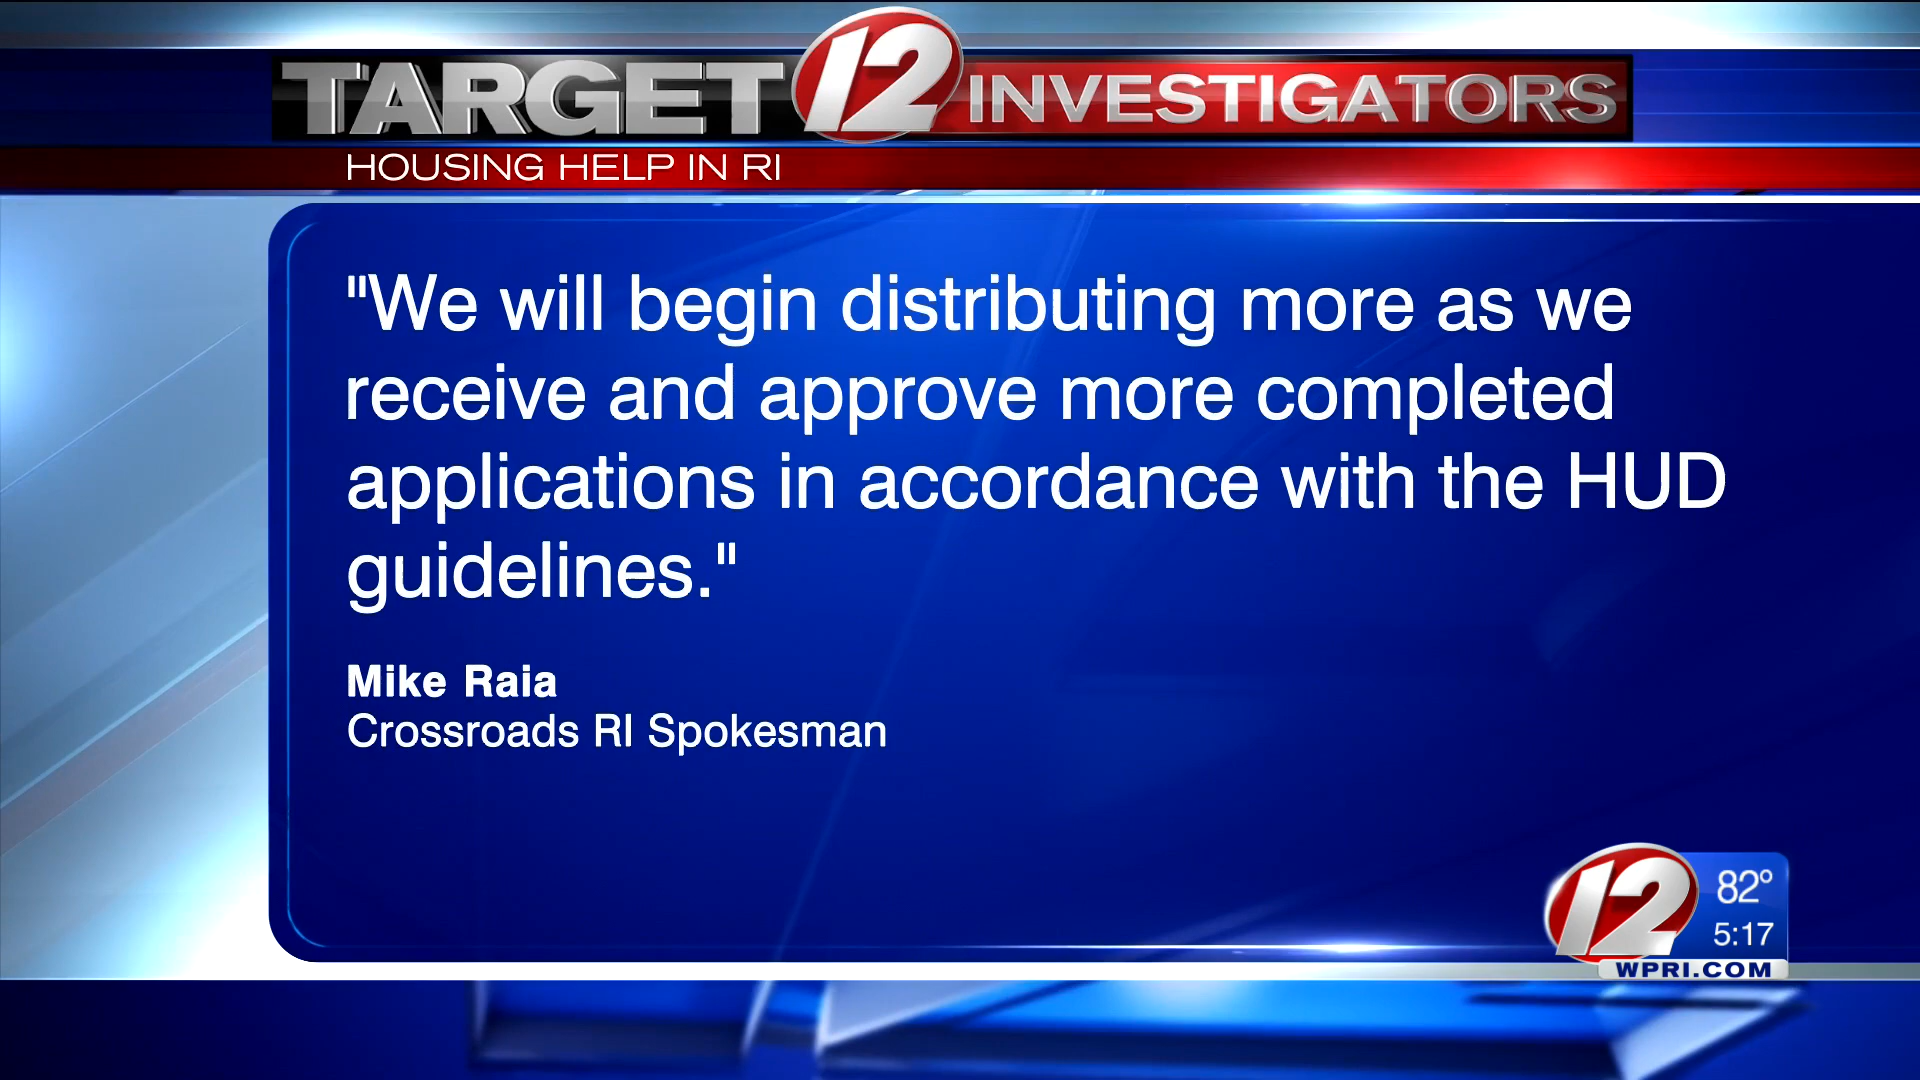 TARGET 12 INVESTIGATORS
HOUSING HELP IN RI
"We will begin distributing more as we
receive and approve more completed
applications in accordance with the HUD
guidelines."
Mike Raia
Crossroads RI Spokesman
12
82°
5:17
WPRI.COM